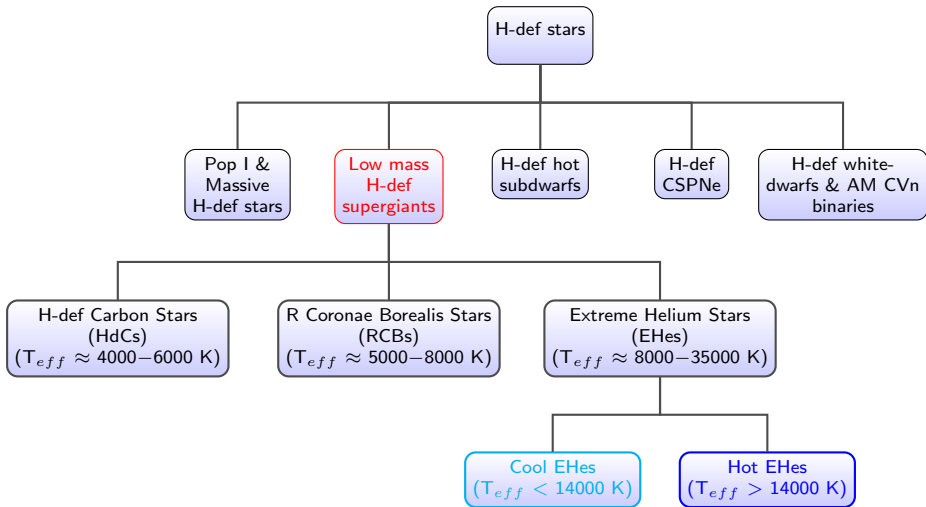 H-def stars
Pop I &
Massive
H-def stars
Low mass
H-def
supergiants
H-def hot
subdwarfs
H-def
CSPNe
H-def white-
dwarfs & AM CVn
binaries
H-def Carbon Stars
(HdCs)
(T_eff ≈ 4000−6000 K)
R Coronae Borealis Stars
(RCBs)
(T_eff ≈ 5000−8000 K)
Extreme Helium Stars
(EHes)
(T_eff ≈ 8000−35000 K)
Cool EHes
(T_eff < 14000 K)
Hot EHes
(T_eff > 14000 K)